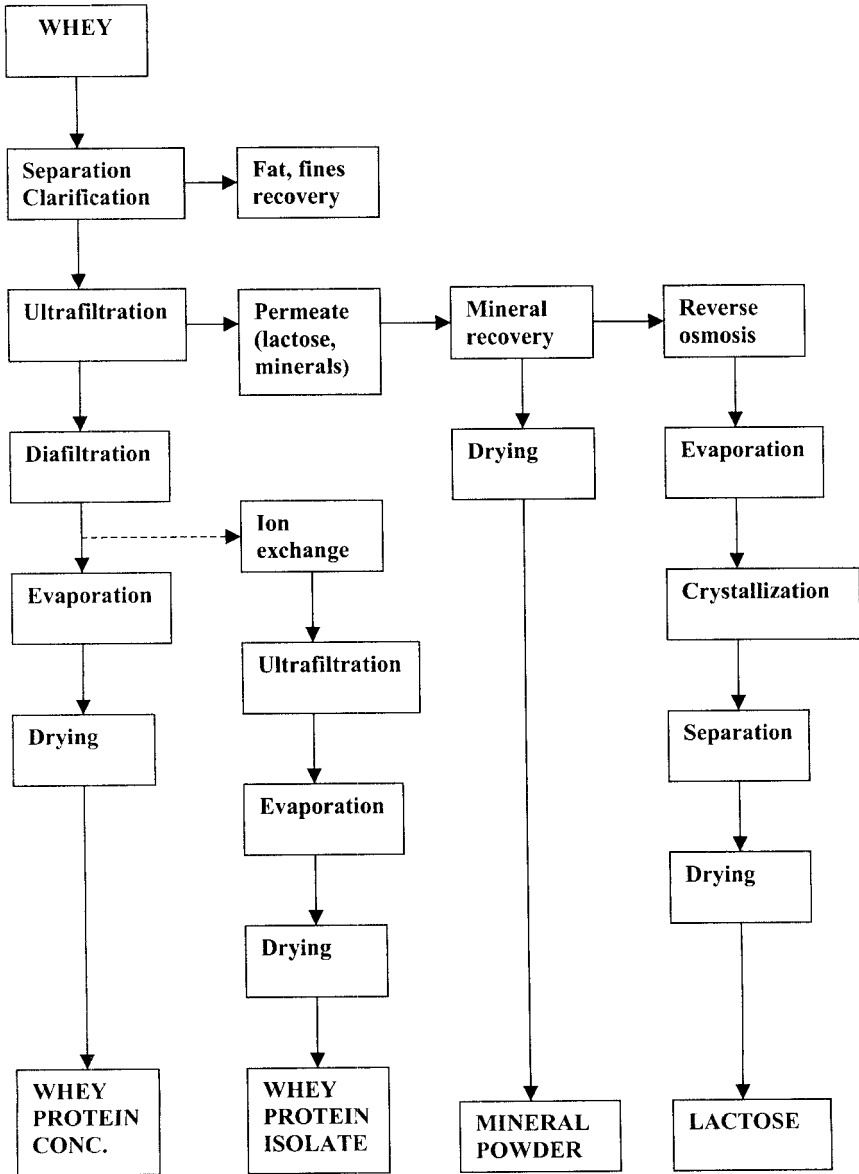 WHEY
Separation
Clarification
Fat, fines
recovery
Ultrafiltration
Permeate
(lactose,
minerals)
Mineral
recovery
Reverse
osmosis
Diafiltration
Drying
Evaporation
Ion
exchange
Evaporation
Crystallization
Ultrafiltration
Drying
Separation
Evaporation
Drying
Drying
WHEY
PROTEIN
CONC.
WHEY
PROTEIN
ISOLATE
MINERAL
POWDER
LACTOSE